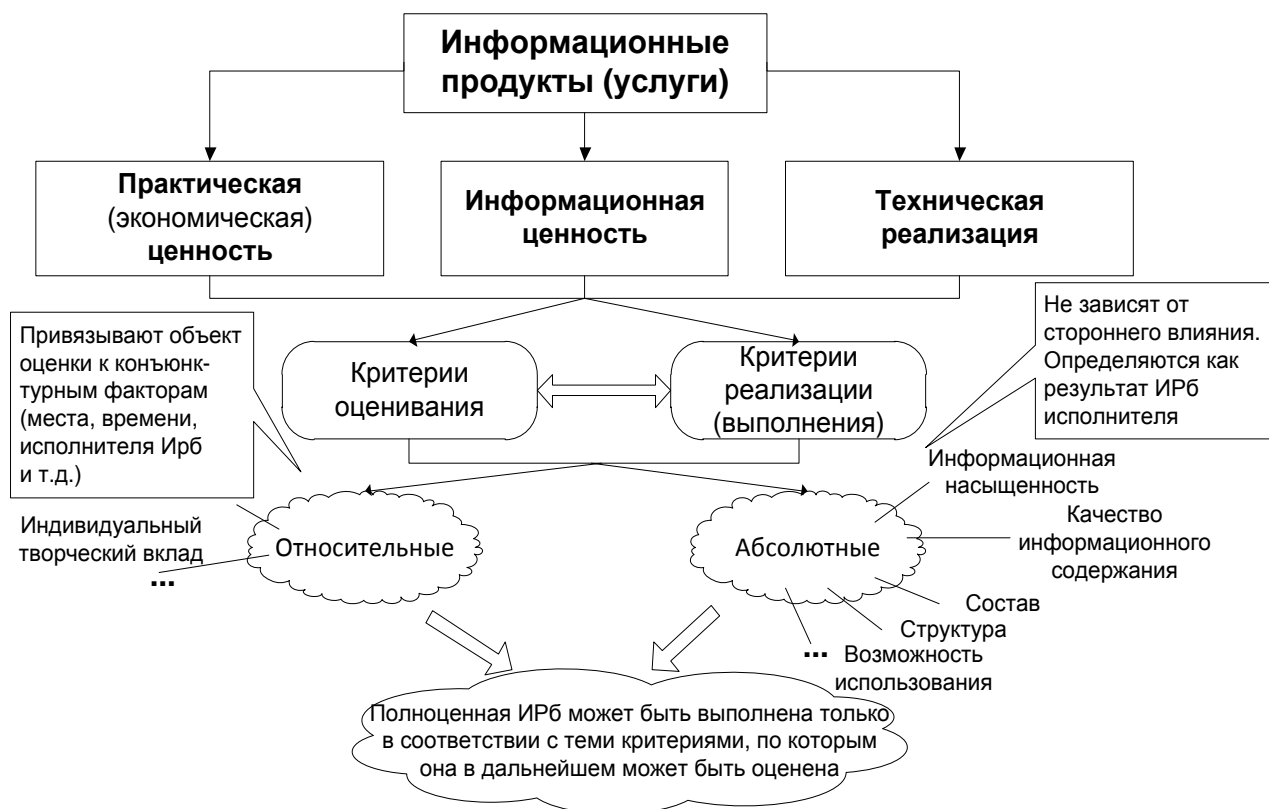 Информационные
продукты (услуги)
Практическая
(экономическая)
ценность
Информационная
ценность
Техническая
реализация
Привязывают объект
оценки к конъюнк-
турным факторам
(места, времени,
исполнителя Ирб
и т.д.)
Критерии
оценивания
Критерии
реализации
(выполнения)
Не зависят от
стороннего влияния.
Определяются как
результат ИРб
исполнителя
Индивидуальный
творческий вклад
...
Относительные
Абсолютные
Информационная
насыщенность
Качество
информационного
содержания
Состав
Структура
... Возможность
использования
Полноценная ИРб может быть выполнена только
в соответствии с теми критериями, по которым
она в дальнейшем может быть оценена